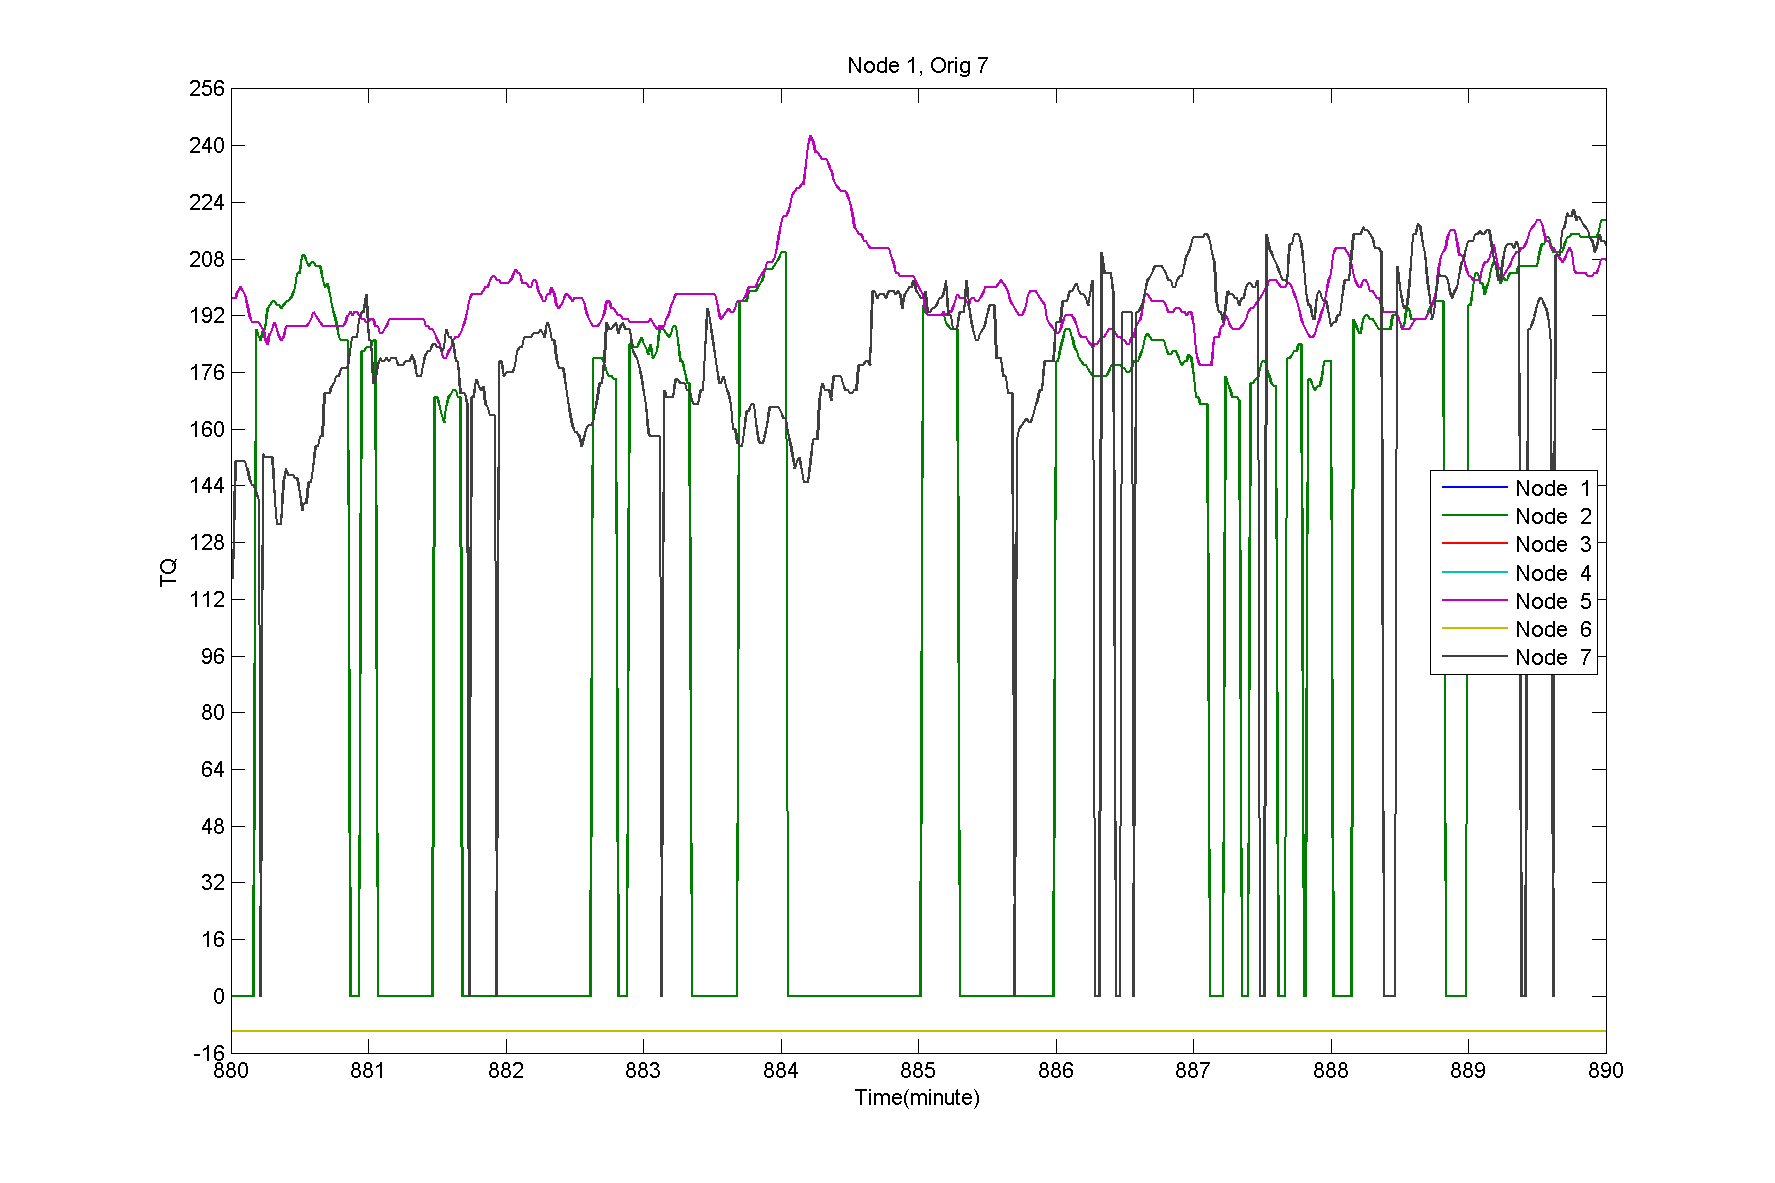 Node 1, Orig 7
256
240
224
208
192
176
160
144
128
112
96
80
64
48
32
16
0
-16
TQ
Node 1
Node 2
Node 3
Node 4
Node 5
Node 6
Node 7
880 881 882 883 884 885 886 887 888 889 890
Time(minute)